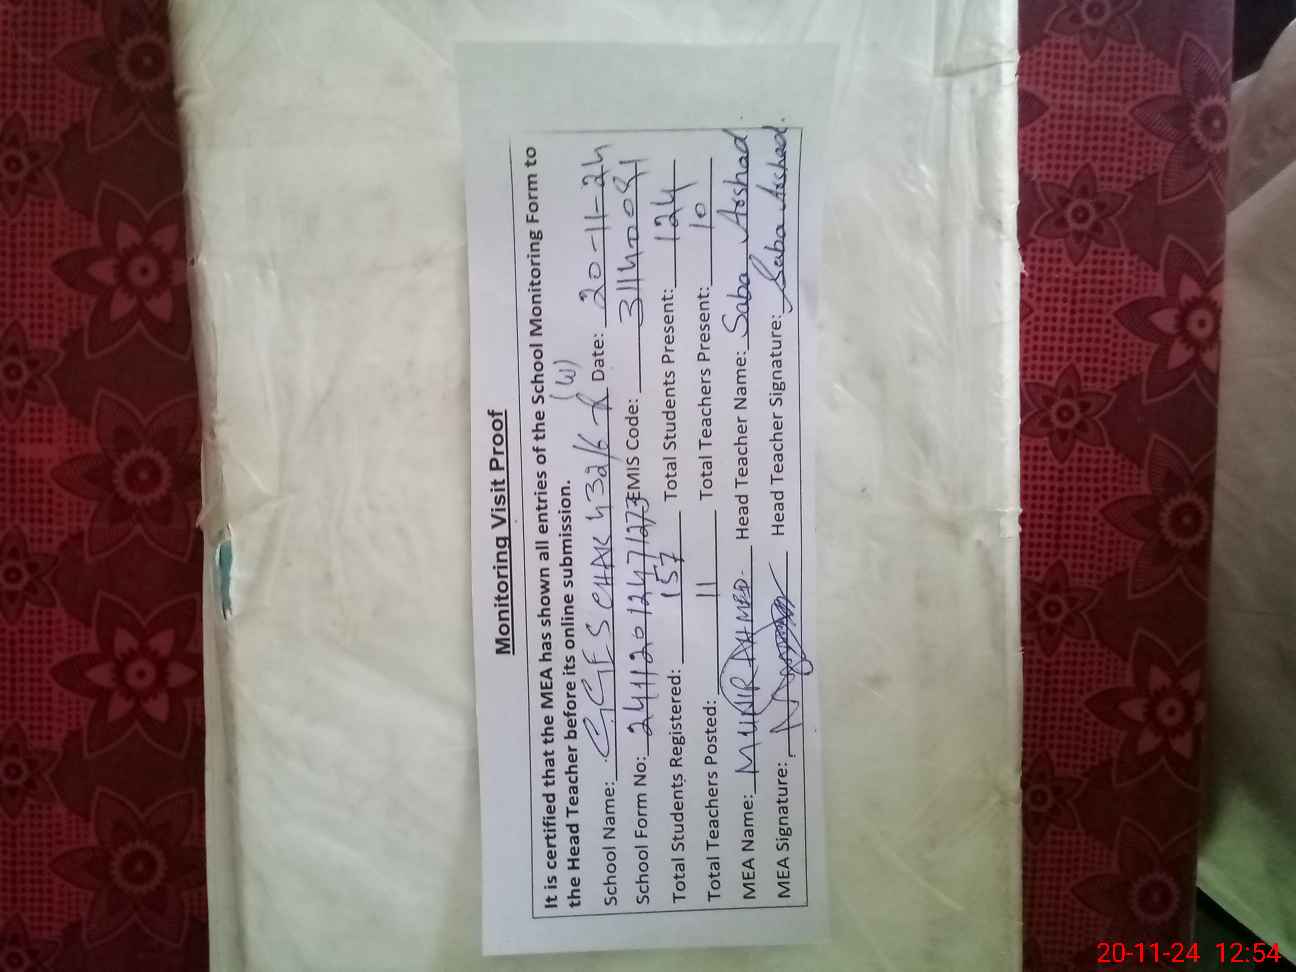 Monitoring Visit Proof
It is certified that the MEA has shown all entries of the School Monitoring Form to
the Head Teacher before its online submission.
School Name: GGES CHAK 432/6-R (W) Date: 20-11-24
School Form No: EMIS Code: 31140081
Total Students Registered: 157 Total Students Present: 124
Total Teachers Posted: 11 Total Teachers Present: 10
MEA Name: MUNIR AHMED Head Teacher Name: Saba Arshad
MEA Signature: Head Teacher Signature: Saba Arshad.
20-11-24 12:54